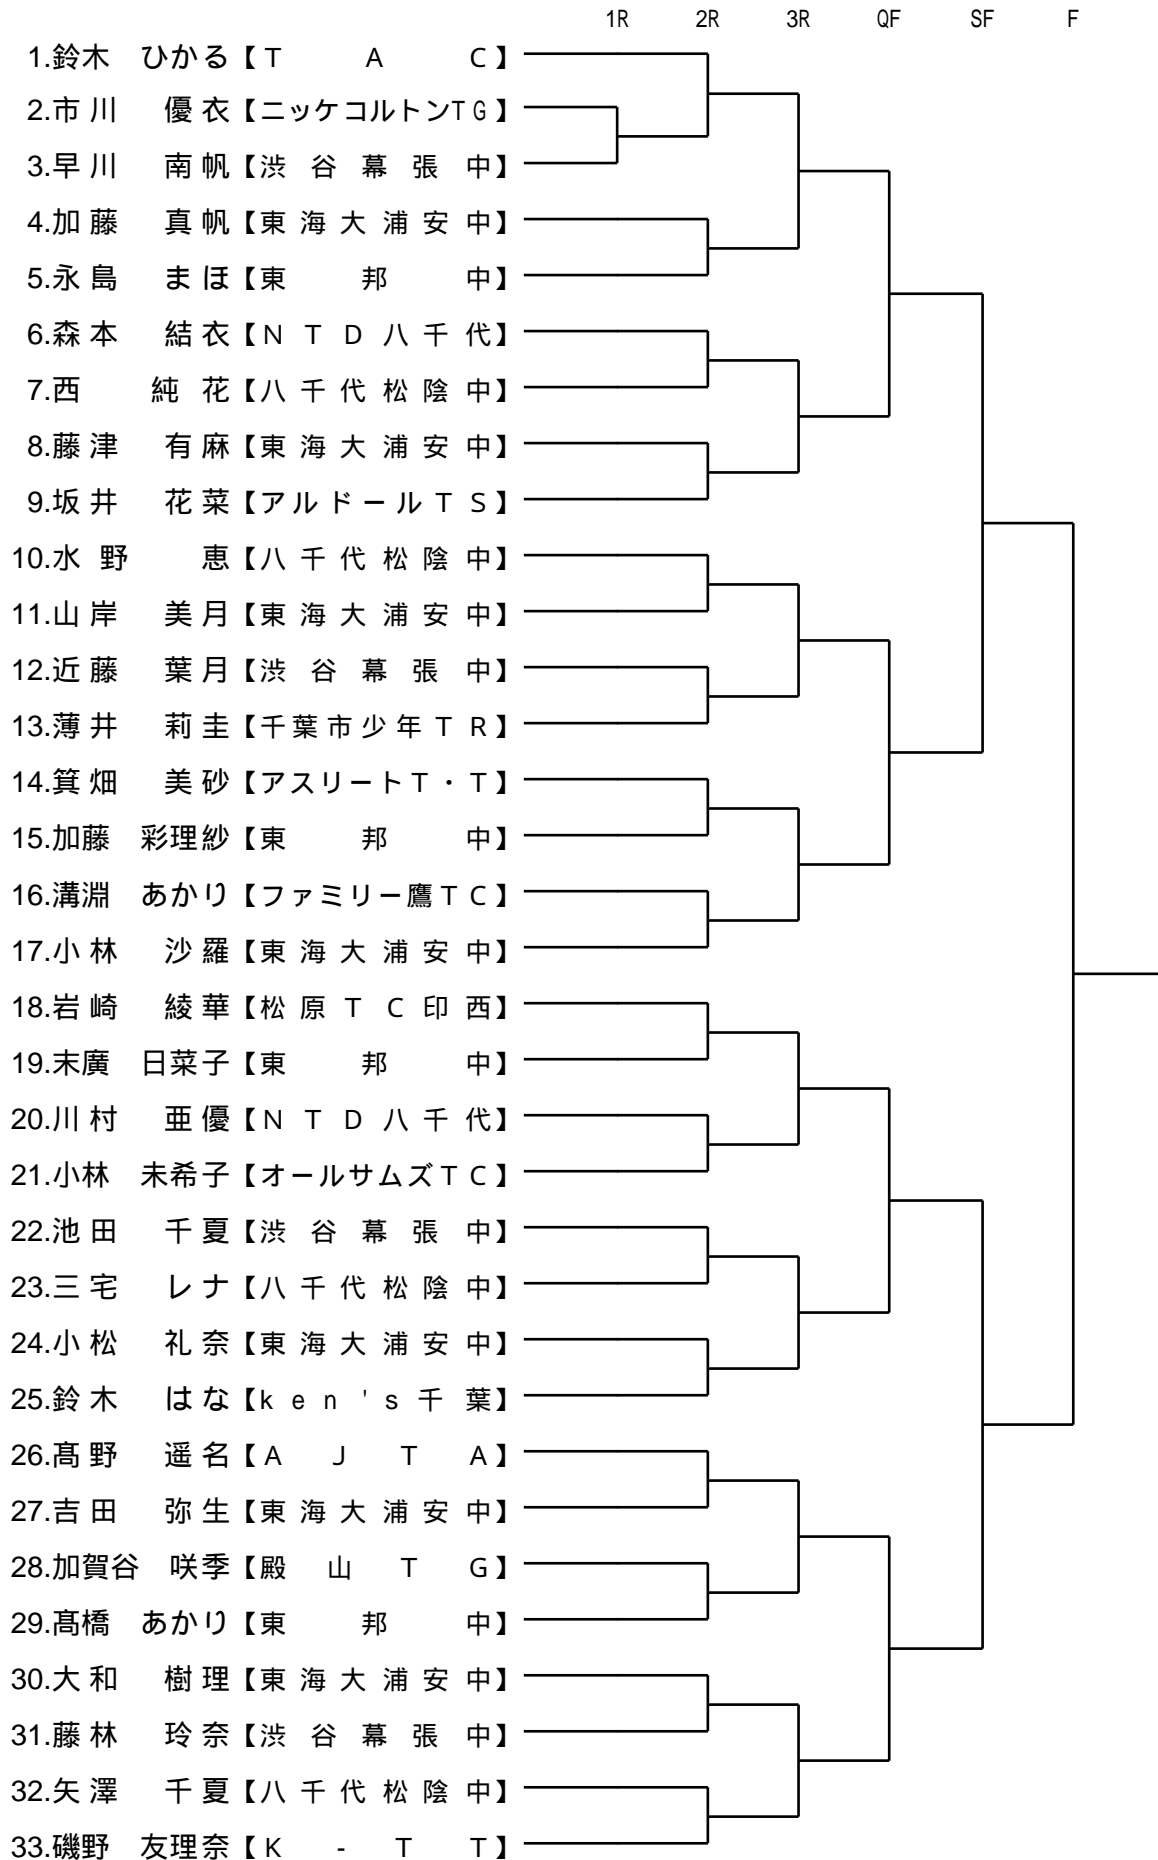 1R 2R 3R QF SF F
1.鈴木 ひかる【T A C】
2.市川 優衣【ニッケコルトンTG】
3.早川 南帆【渋谷幕張中】
4.加藤 真帆【東海大浦安中】
5.永島 まほ【東邦中】
6.森本 結衣【NTD八千代】
7.西 純花【八千代松陰中】
8.藤津 有麻【東海大浦安中】
9.坂井 花菜【アルドールTS】
10.水野 恵【八千代松陰中】
11.山岸 美月【東海大浦安中】
12.近藤 葉月【渋谷幕張中】
13.薄井 莉圭【千葉市少年TR】
14.箕畑 美砂【アスリートT・T】
15.加藤 彩理紗【東邦中】
16.溝淵 あかり【ファミリー鷹TC】
17.小林 沙羅【東海大浦安中】
18.岩崎 綾華【松原TC印西】
19.末廣 日菜子【東邦中】
20.川村 亜優【NTD八千代】
21.小林 未希子【オールサムズTC】
22.池田 千夏【渋谷幕張中】
23.三宅 レナ【八千代松陰中】
24.小松 礼奈【東海大浦安中】
25.鈴木 はな【ken's千葉】
26.髙野 遥名【AJTA】
27.吉田 弥生【東海大浦安中】
28.加賀谷 咲季【殿山TG】
29.髙橋 あかり【東邦中】
30.大和 樹理【東海大浦安中】
31.藤林 玲奈【渋谷幕張中】
32.矢澤 千夏【八千代松陰中】
33.磯野 友理奈【K-TT】